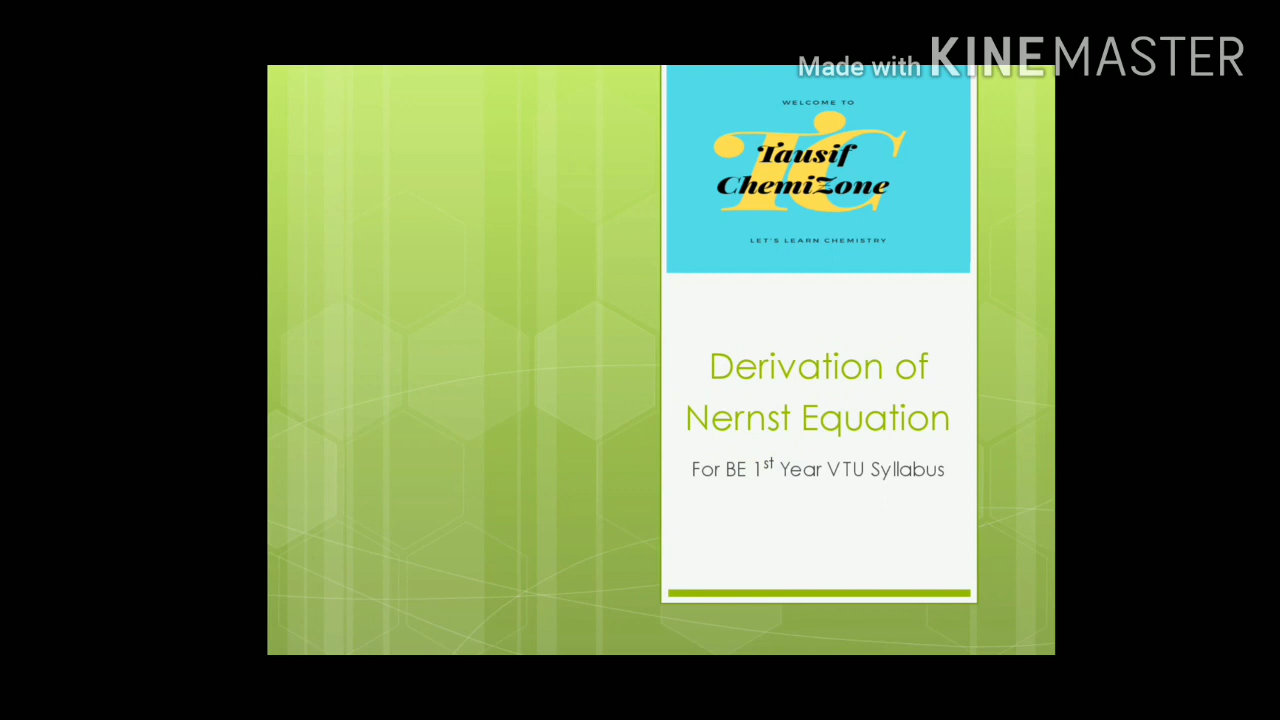 Made with KINEMASTER
WELCOME TO
TC
Tausif
ChemiZone
LET'S LEARN CHEMISTRY
Derivation of
Nernst Equation
For BE 1st Year VTU Syllabus